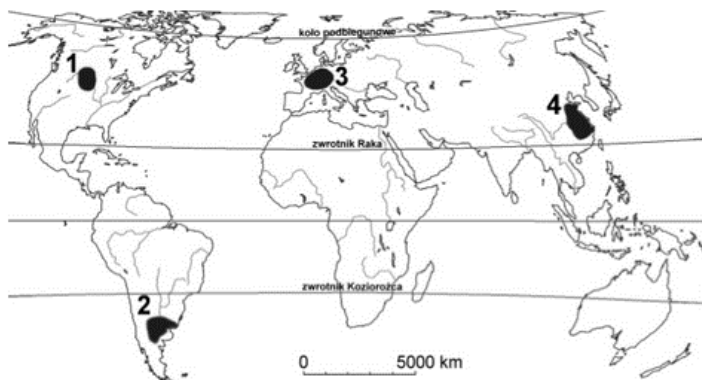 koło podbiegunowe
1
3
4
zwrotnik Raka
zwrotnik Koziorożca
2
0 5000 km